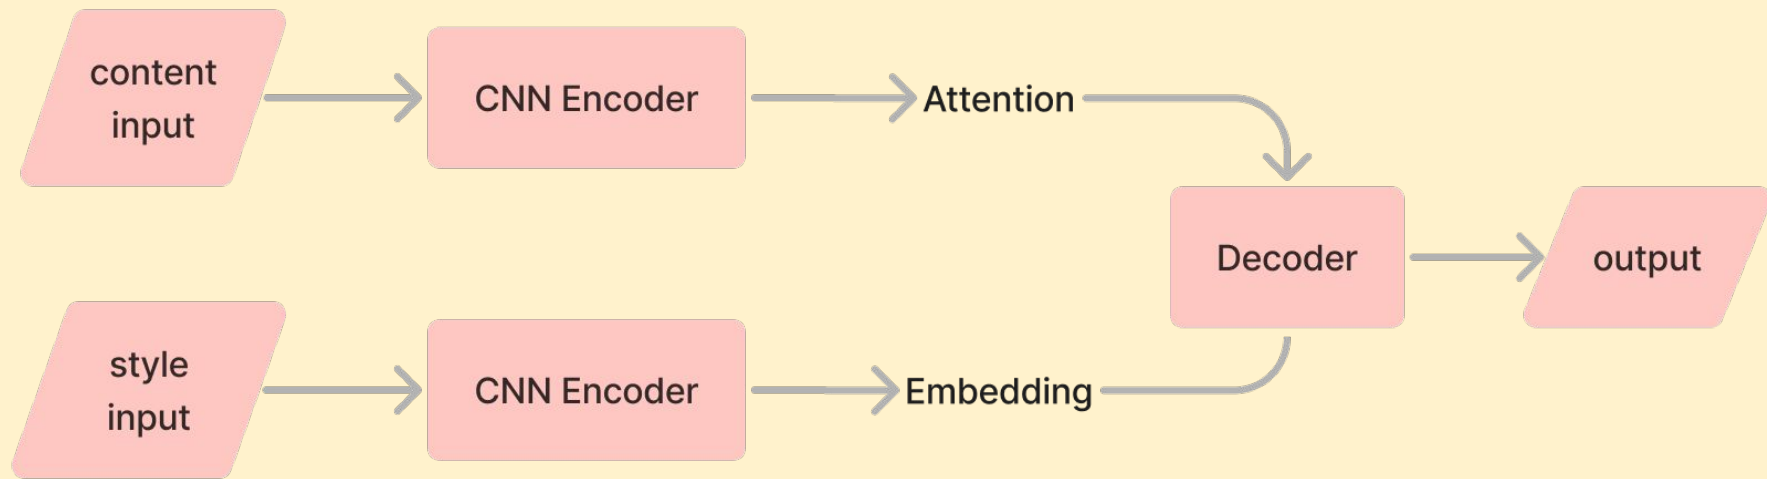 content
input
CNN Encoder
Attention
Decoder
output
style
input
CNN Encoder
Embedding